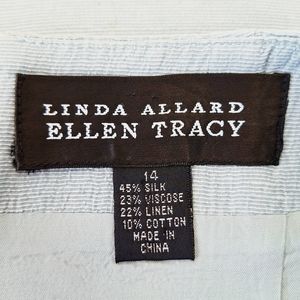 LINDA ALLARD
ELLEN TRACY
14
45% SILK
23% VISCOSE
22% LINEN
10% COTTON
MADE IN
CHINA